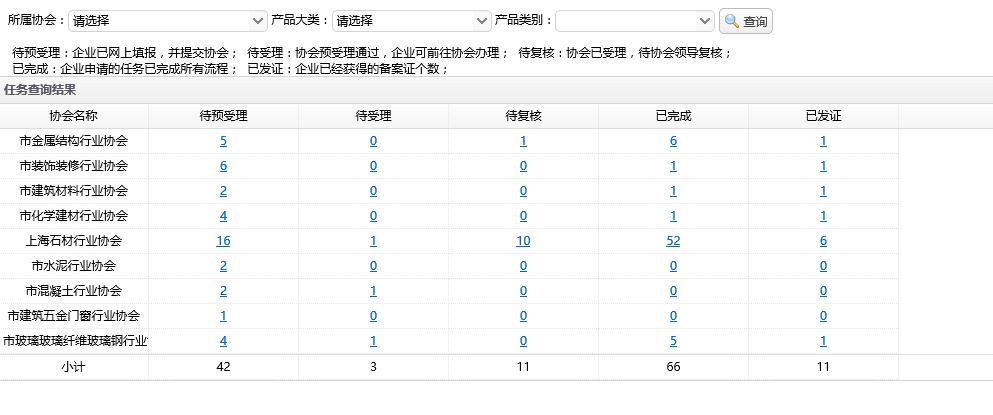 所属协会： 请选择 产品大类： 请选择 产品类别： 查询
待预受理：企业已网上填报，并提交协会； 待受理：协会预受理通过，企业可前往协会办理； 待复核：协会已受理，待协会领导复核；
已完成：企业申请的任务已完成所有流程； 已发证：企业已经获得的备案证个数；
任务查询结果
协会名称 待预受理 待受理 待复核 已完成 已发证
市金属结构行业协会 5 0 1 6 1
市装饰装修行业协会 6 0 0 1 1
市建筑材料行业协会 2 0 0 1 1
市化学建材行业协会 4 0 0 1 1
上海石材行业协会 16 1 10 52 6
市水泥行业协会 2 0 0 0 0
市混凝土行业协会 2 1 0 0 0
市建筑五金门窗行业协会 1 0 0 0 0
市玻璃玻璃纤维玻璃钢行业 4 1 0 5 1
小计 42 3 11 66 11